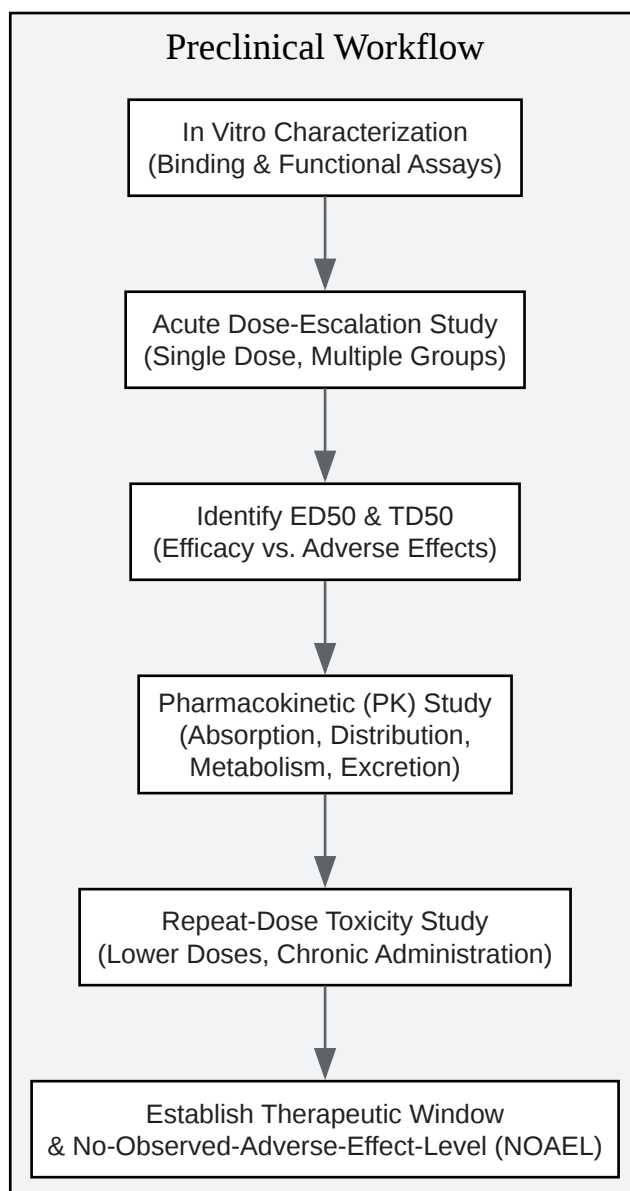 Preclinical Workflow
In Vitro Characterization
(Binding & Functional Assays)
Acute Dose-Escalation Study
(Single Dose, Multiple Groups)
Identify ED50 & TD50
(Efficacy vs. Adverse Effects)
Pharmacokinetic (PK) Study
(Absorption, Distribution,
Metabolism, Excretion)
Repeat-Dose Toxicity Study
(Lower Doses, Chronic Administration)
Establish Therapeutic Window
& No-Observed-Adverse-Effect-Level (NOAEL)